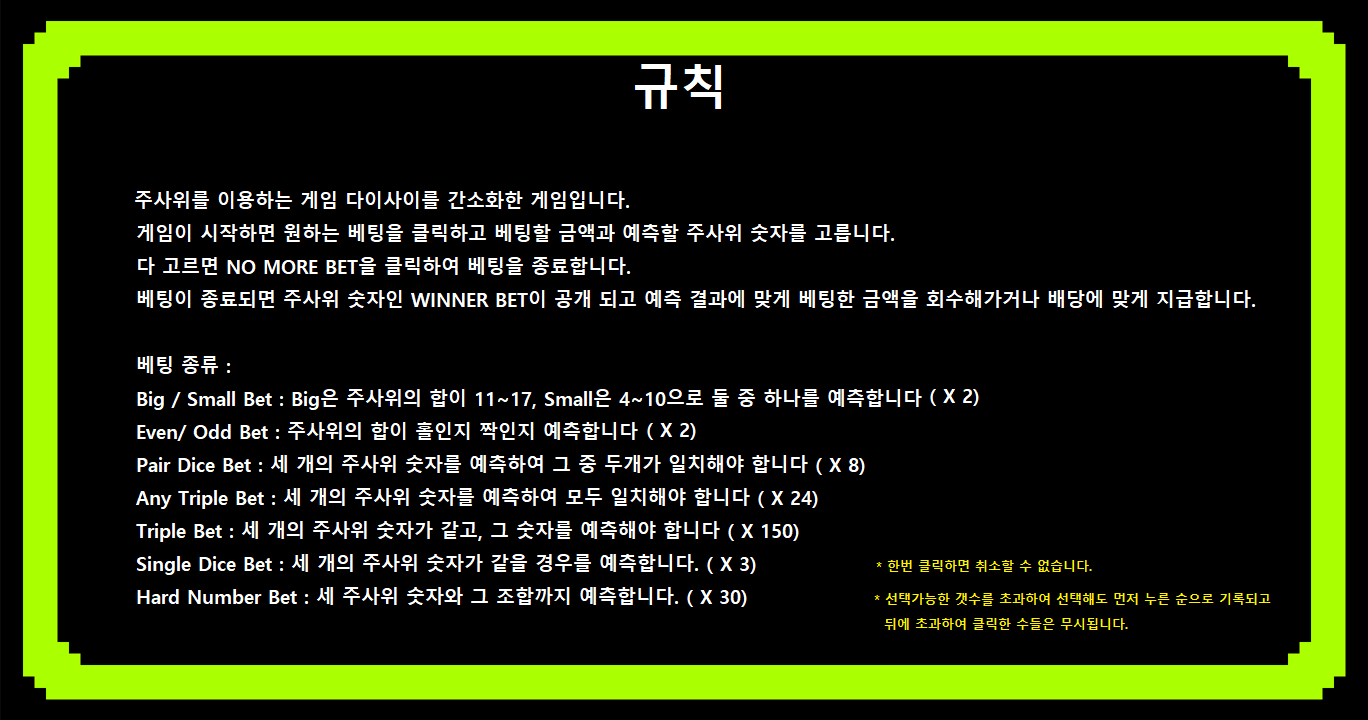 규칙
주사위를 이용하는 게임 다이사이를 간소화한 게임입니다.
게임이 시작하면 원하는 베팅을 클릭하고 베팅할 금액과 예측할 주사위 숫자를 고릅니다.
다 고르면 NO MORE BET을 클릭하여 베팅을 종료합니다.
베팅이 종료되면 주사위 숫자인 WINNER BET이 공개 되고 예측 결과에 맞게 베팅한 금액을 회수해가거나 배당에 맞게 지급합니다.
베팅 종류 :
Big / Small Bet : Big은 주사위의 합이 11~17, Small은 4~10으로 둘 중 하나를 예측합니다 ( X 2)
Even/ Odd Bet : 주사위의 합이 홀인지 짝인지 예측합니다 ( X 2)
Pair Dice Bet : 세 개의 주사위 숫자를 예측하여 그 중 두개가 일치해야 합니다 ( X 8)
Any Triple Bet : 세 개의 주사위 숫자를 예측하여 모두 일치해야 합니다 ( X 24)
Triple Bet : 세 개의 주사위 숫자가 같고, 그 숫자를 예측해야 합니다 ( X 150)
Single Dice Bet : 세 개의 주사위 숫자가 같을 경우를 예측합니다. ( X 3)
Hard Number Bet : 세 주사위 숫자와 그 조합까지 예측합니다. ( X 30)
* 한번 클릭하면 취소할 수 없습니다.
* 선택가능한 갯수를 초과하여 선택해도 먼저 누른 순으로 기록되고
뒤에 초과하여 클릭한 수들은 무시됩니다.